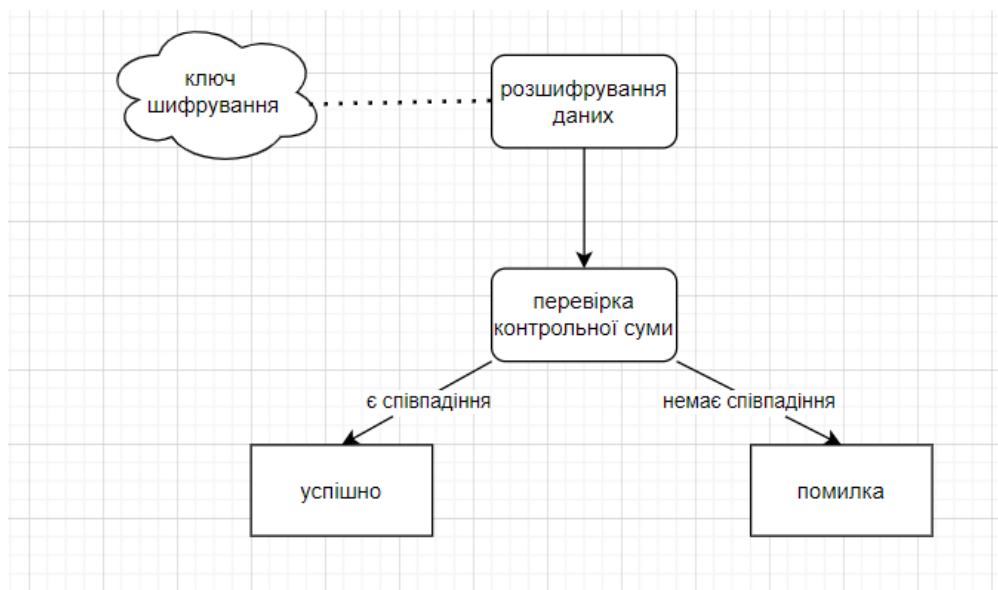 ключ
шифрування
розшифрування
даних
перевірка
контрольної суми
є співпадіння
немає співпадіння
успішно
помилка